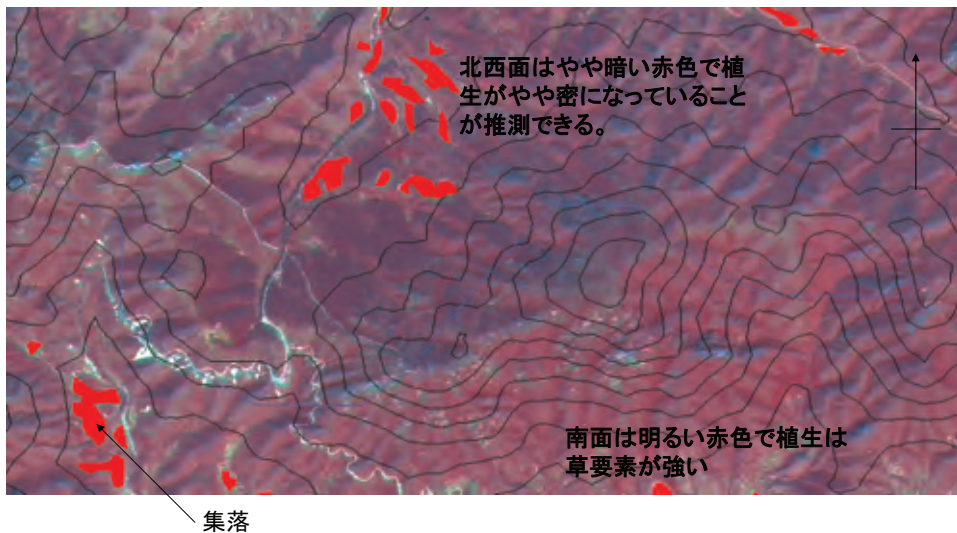 北西面はやや暗い赤色で植
生がやや密になっていること
が推測できる。
南面は明るい赤色で植生は
草要素が強い
集落